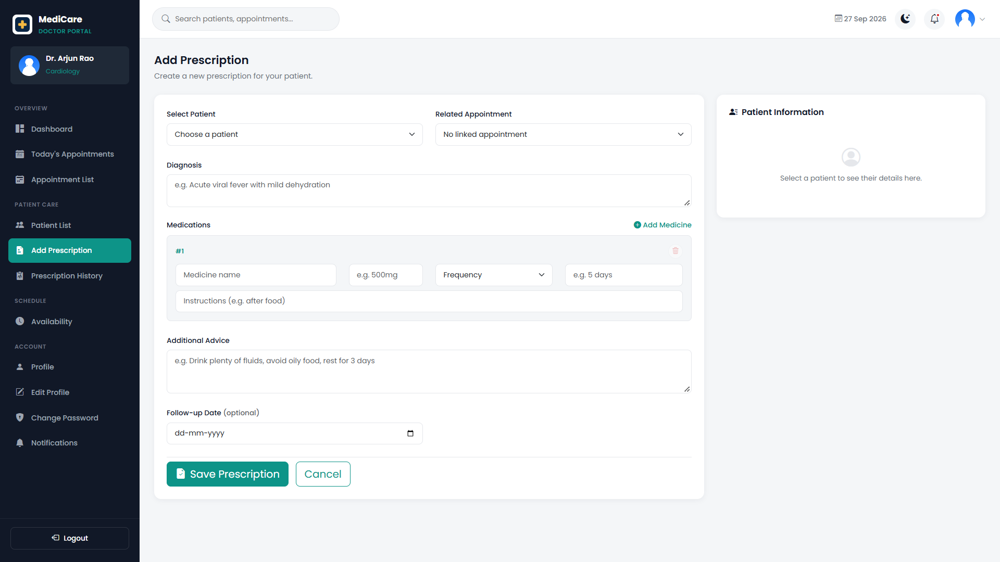 MediCare
DOCTOR PORTAL
Dr. Arjun Rao
Cardiology
OVERVIEW
Dashboard
Today's Appointments
Appointment List
PATIENT CARE
Patient List
Add Prescription
Prescription History
SCHEDULE
Availability
ACCOUNT
Profile
Edit Profile
Change Password
Notifications
Logout
Search patients, appointments...
27 Sep 2026
Add Prescription
Create a new prescription for your patient.
Select Patient
Choose a patient
Related Appointment
No linked appointment
Diagnosis
e.g. Acute viral fever with mild dehydration
Medications
Add Medicine
#1
Medicine name
e.g. 500mg
Frequency
e.g. 5 days
Instructions (e.g. after food)
Additional Advice
e.g. Drink plenty of fluids, avoid oily food, rest for 3 days
Follow-up Date (optional)
dd-mm-yyyy
Save Prescription
Cancel
Patient Information
Select a patient to see their details here.